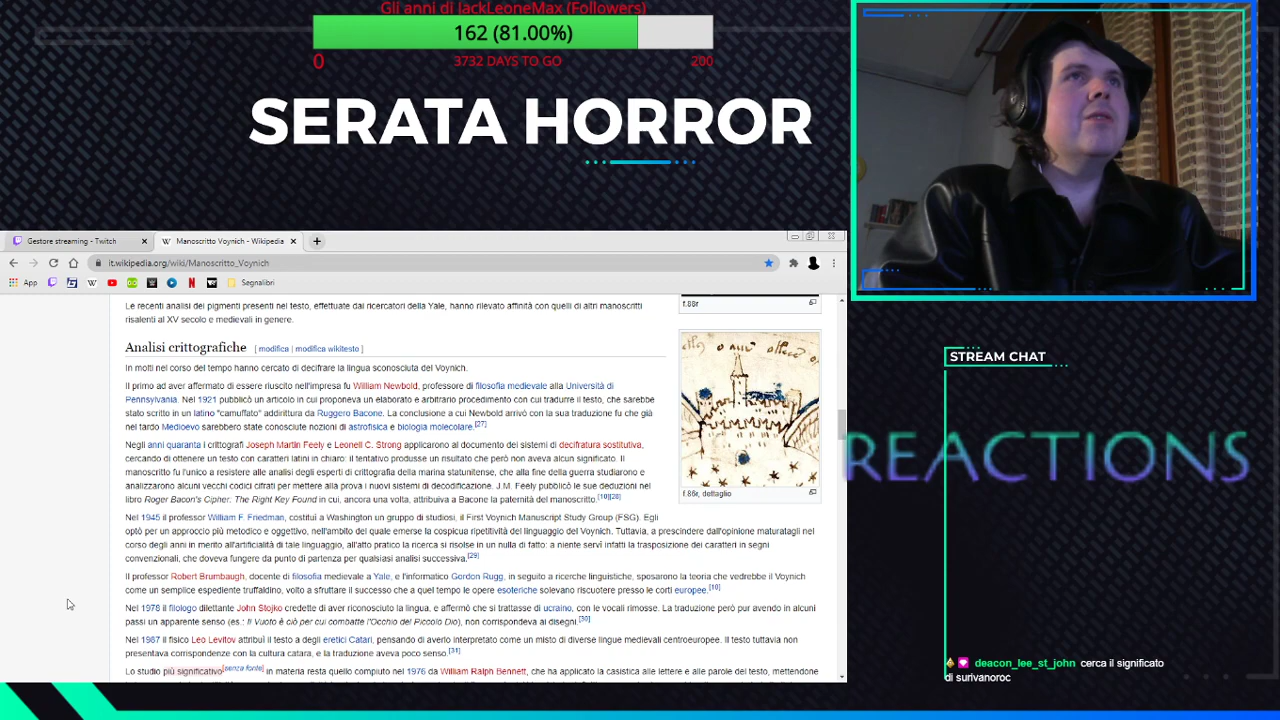 Gli anni di IackLeoneMax (Followers)
162 (81.00%)
0
3732 DAYS TO GO
200
SERATA HORROR
Gestore streaming - Twitch
Manoscritto Voynich - Wikipedia
it.wikipedia.org/wiki/Manoscritto_Voynich
App
Segnalibri
Le recenti analisi dei pigmenti presenti nel testo, effettuate dai ricercatori della Yale, hanno rilevato affinità con quelli di altri manoscritti
risalenti al XV secolo e medievali in genere.
f.88r
Analisi crittografiche [ modifica | modifica wikitesto ]
In molti nel corso del tempo hanno cercato di decifrare la lingua sconosciuta del Voynich.
Il primo ad aver affermato di essere riuscito nell'impresa fu William Newbold, professore di filosofia medievale alla Università di
Pennsylvania. Nel 1921 pubblicò un articolo in cui proponeva un elaborato e arbitrario procedimento con cui tradurre il testo, che sarebbe
stato scritto in un latino "camuffato" addirittura da Ruggero Bacone. La conclusione a cui Newbold arrivò con la sua traduzione fu che già
nel tardo Medioevo sarebbero state conosciute nozioni di astrofisica e biologia molecolare.[27]
Negli anni quaranta i crittografi Joseph Martin Feely e Leonell C. Strong applicarono al documento dei sistemi di decifratura sostitutiva,
cercando di ottenere un testo con caratteri latini in chiaro: il tentativo produsse un risultato che però non aveva alcun significato. Il
manoscritto fu l'unico a resistere alle analisi degli esperti di crittografia della marina statunitense, che alla fine della guerra studiarono e
analizzarono alcuni vecchi codici cifrati per mettere alla prova i nuovi sistemi di decodificazione. J.M. Feely pubblicò le sue deduzioni nel
libro Roger Bacon's Cipher: The Right Key Found in cui, ancora una volta, attribuiva a Bacone la paternità del manoscritto.[10][28]
f.86r, dettaglio
Nel 1945 il professor William F. Friedman, costituì a Washington un gruppo di studiosi, il First Voynich Manuscript Study Group (FSG). Egli
optò per un approccio più metodico e oggettivo, nell'ambito del quale emerse la cospicua ripetitività del linguaggio del Voynich. Tuttavia, a prescindere dall'opinione maturatagli nel
corso degli anni in merito all'artificialità di tale linguaggio, all'atto pratico la ricerca si risolse in un nulla di fatto: a niente servì infatti la trasposizione dei caratteri in segni
convenzionali, che doveva fungere da punto di partenza per qualsiasi analisi successiva.[29]
Il professor Robert Brumbaugh, docente di filosofia medievale a Yale, e l'informatico Gordon Rugg, in seguito a ricerche linguistiche, sposarono la teoria che vedrebbe il Voynich
come un semplice espediente truffaldino, volto a sfruttare il successo che a quel tempo le opere esoteriche solevano riscuotere presso le corti europee.[10]
Nel 1978 il filologo dilettante John Stojko credette di aver riconosciuto la lingua, e affermò che si trattasse di ucraino, con le vocali rimosse. La traduzione però pur avendo in alcuni
passi un apparente senso (es.: Il Vuoto è ciò per cui combatte l'Occhio del Piccolo Dio), non corrispondeva ai disegni.[30]
Nel 1987 il fisico Leo Levitov attribuì il testo a degli eretici Catari, pensando di averlo interpretato come un misto di diverse lingue medievali centroeuropee. Il testo tuttavia non
presentava corrispondenze con la cultura catara, e la traduzione aveva poco senso.[31]
Lo studio più significativo[senza fonte] in materia resta quello compiuto nel 1976 da William Ralph Bennett, che ha applicato la casistica alle lettere e alle parole del testo, mettendone
STREAM CHAT
REACTIONS
deacon_lee_st_john cerca il significato
di surivanoroc